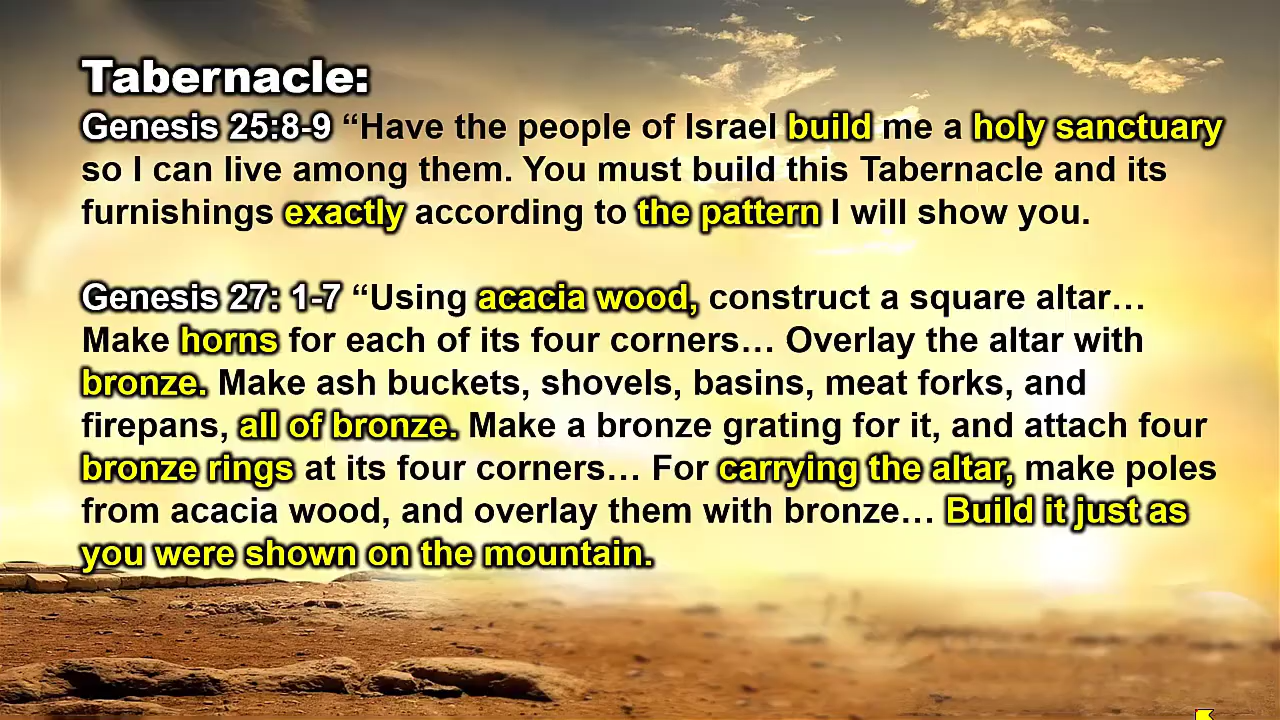 Tabernacle:
Genesis 25:8-9 “Have the people of Israel build me a holy sanctuary
so I can live among them. You must build this Tabernacle and its
furnishings exactly according to the pattern I will show you.
Genesis 27: 1-7 “Using acacia wood, construct a square altar…
Make horns for each of its four corners… Overlay the altar with
bronze. Make ash buckets, shovels, basins, meat forks, and
firepans, all of bronze. Make a bronze grating for it, and attach four
bronze rings at its four corners… For carrying the altar, make poles
from acacia wood, and overlay them with bronze… Build it just as
you were shown on the mountain.